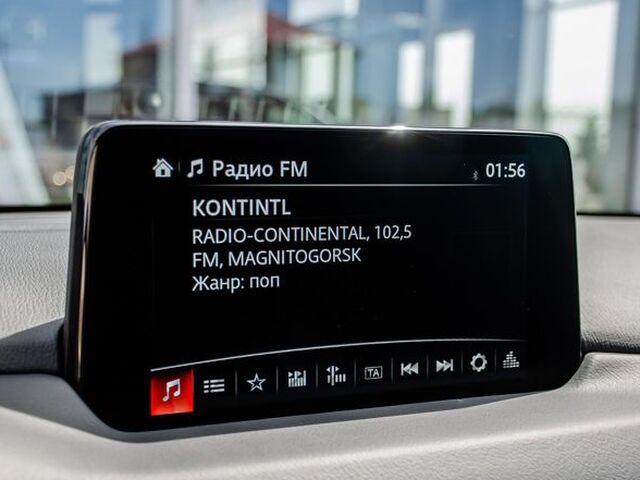 Радио FM 01:56
KONTINTL
RADIO-CONTINENTAL, 102,5
FM, MAGNITOGORSK
Жанр: поп
TA